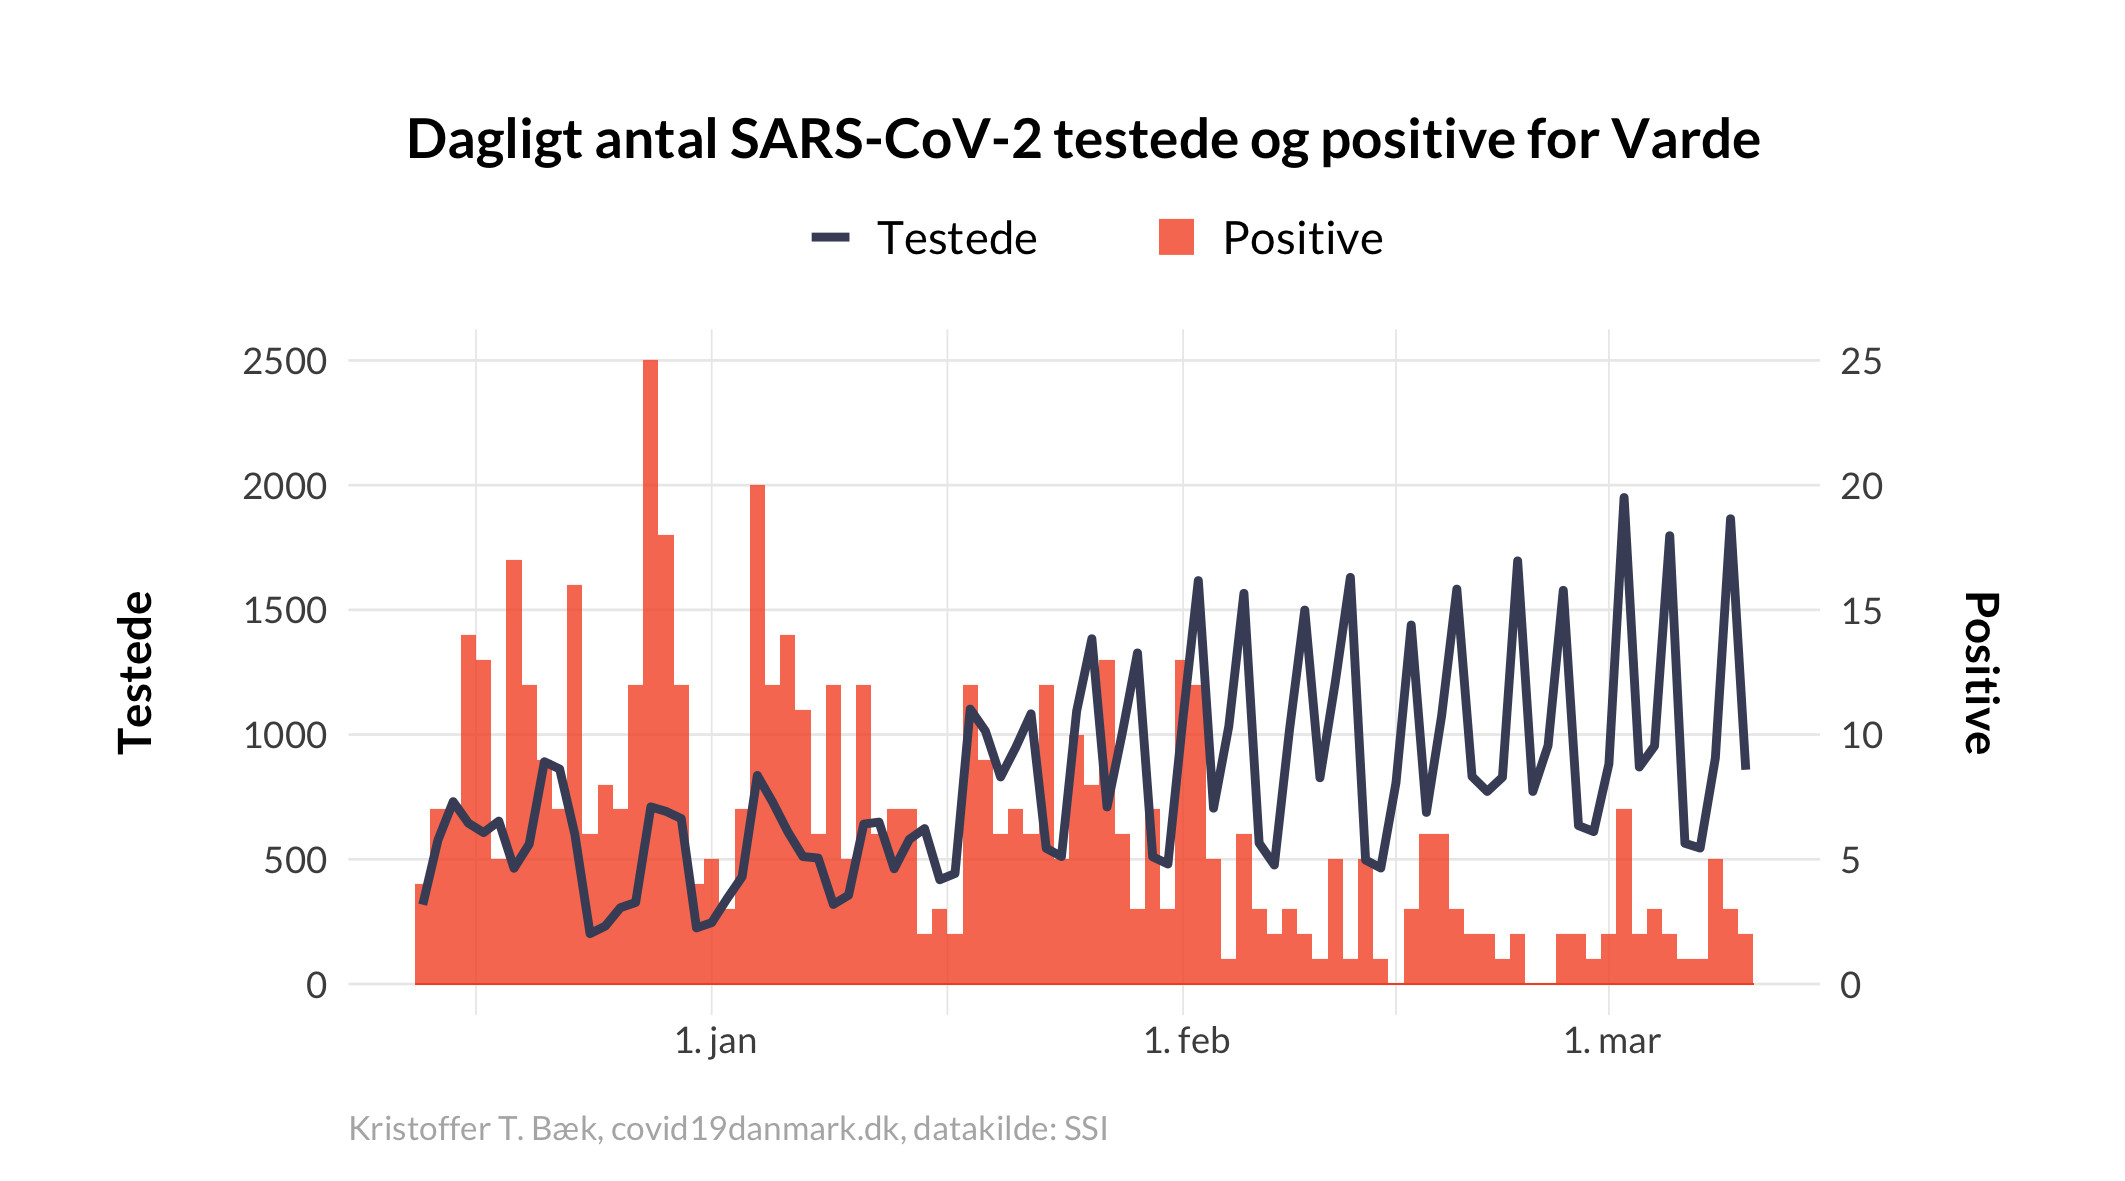 Dagligt antal SARS-CoV-2 testede og positive for Varde
Testede Positive
2500 25
2000 20
1500 15
1000 10
500 5
0 0
Testede
Positive
1. jan 1. feb 1. mar
Kristoffer T. Bæk, covid19danmark.dk, datakilde: SSI